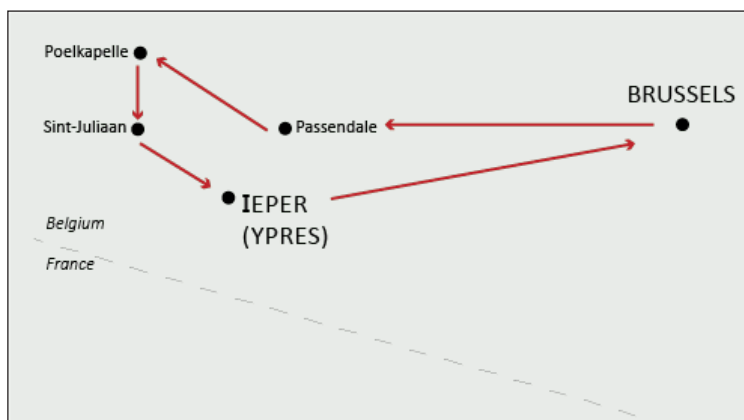 Poelkapelle
BRUSSELS
Sint-Juliaan
Passendale
IEPER
(YPRES)
Belgium
France